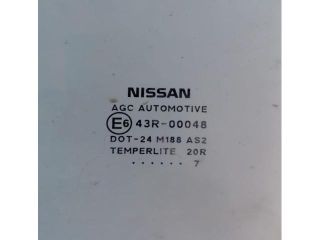 NISSAN
AGC AUTOMOTIVE
E6 43R-00048
DOT-24 M188 AS2
TEMPERLITE 20R
...... 7